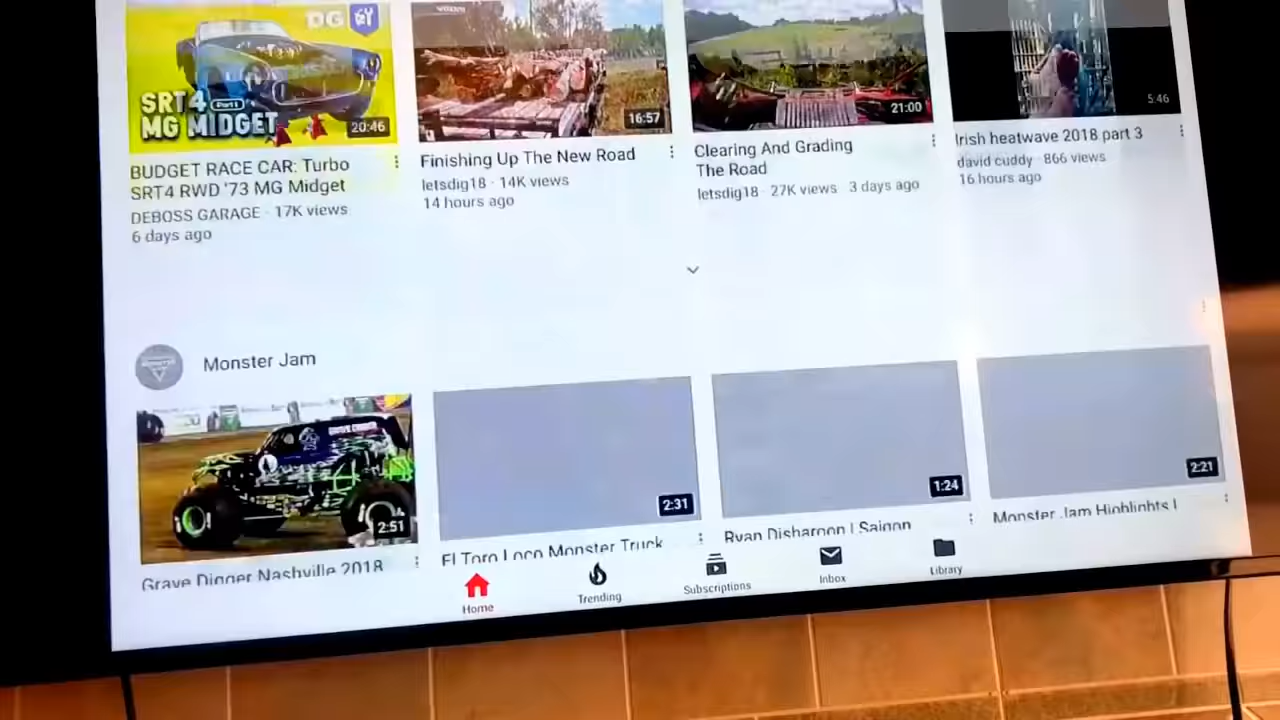 DG
SRT4 Part 1
MG MIDGET
20:46
16:57
21:00
5:46
BUDGET RACE CAR: Turbo
SRT4 RWD '73 MG Midget
DEBOSS GARAGE · 17K views
6 days ago
Finishing Up The New Road
letsdig18 · 14K views
14 hours ago
Clearing And Grading
The Road
letsdig18 · 27K views · 3 days ago
Irish heatwave 2018 part 3
david cuddy · 866 views
16 hours ago
Monster Jam
2:51
2:31
1:24
2:21
Grave Digger Nashville 2018
El Toro Loco Monster Truck
Ryan Disharoon | Saigon
Monster Jam Highlights |
Home
Trending
Subscriptions
Inbox
Library